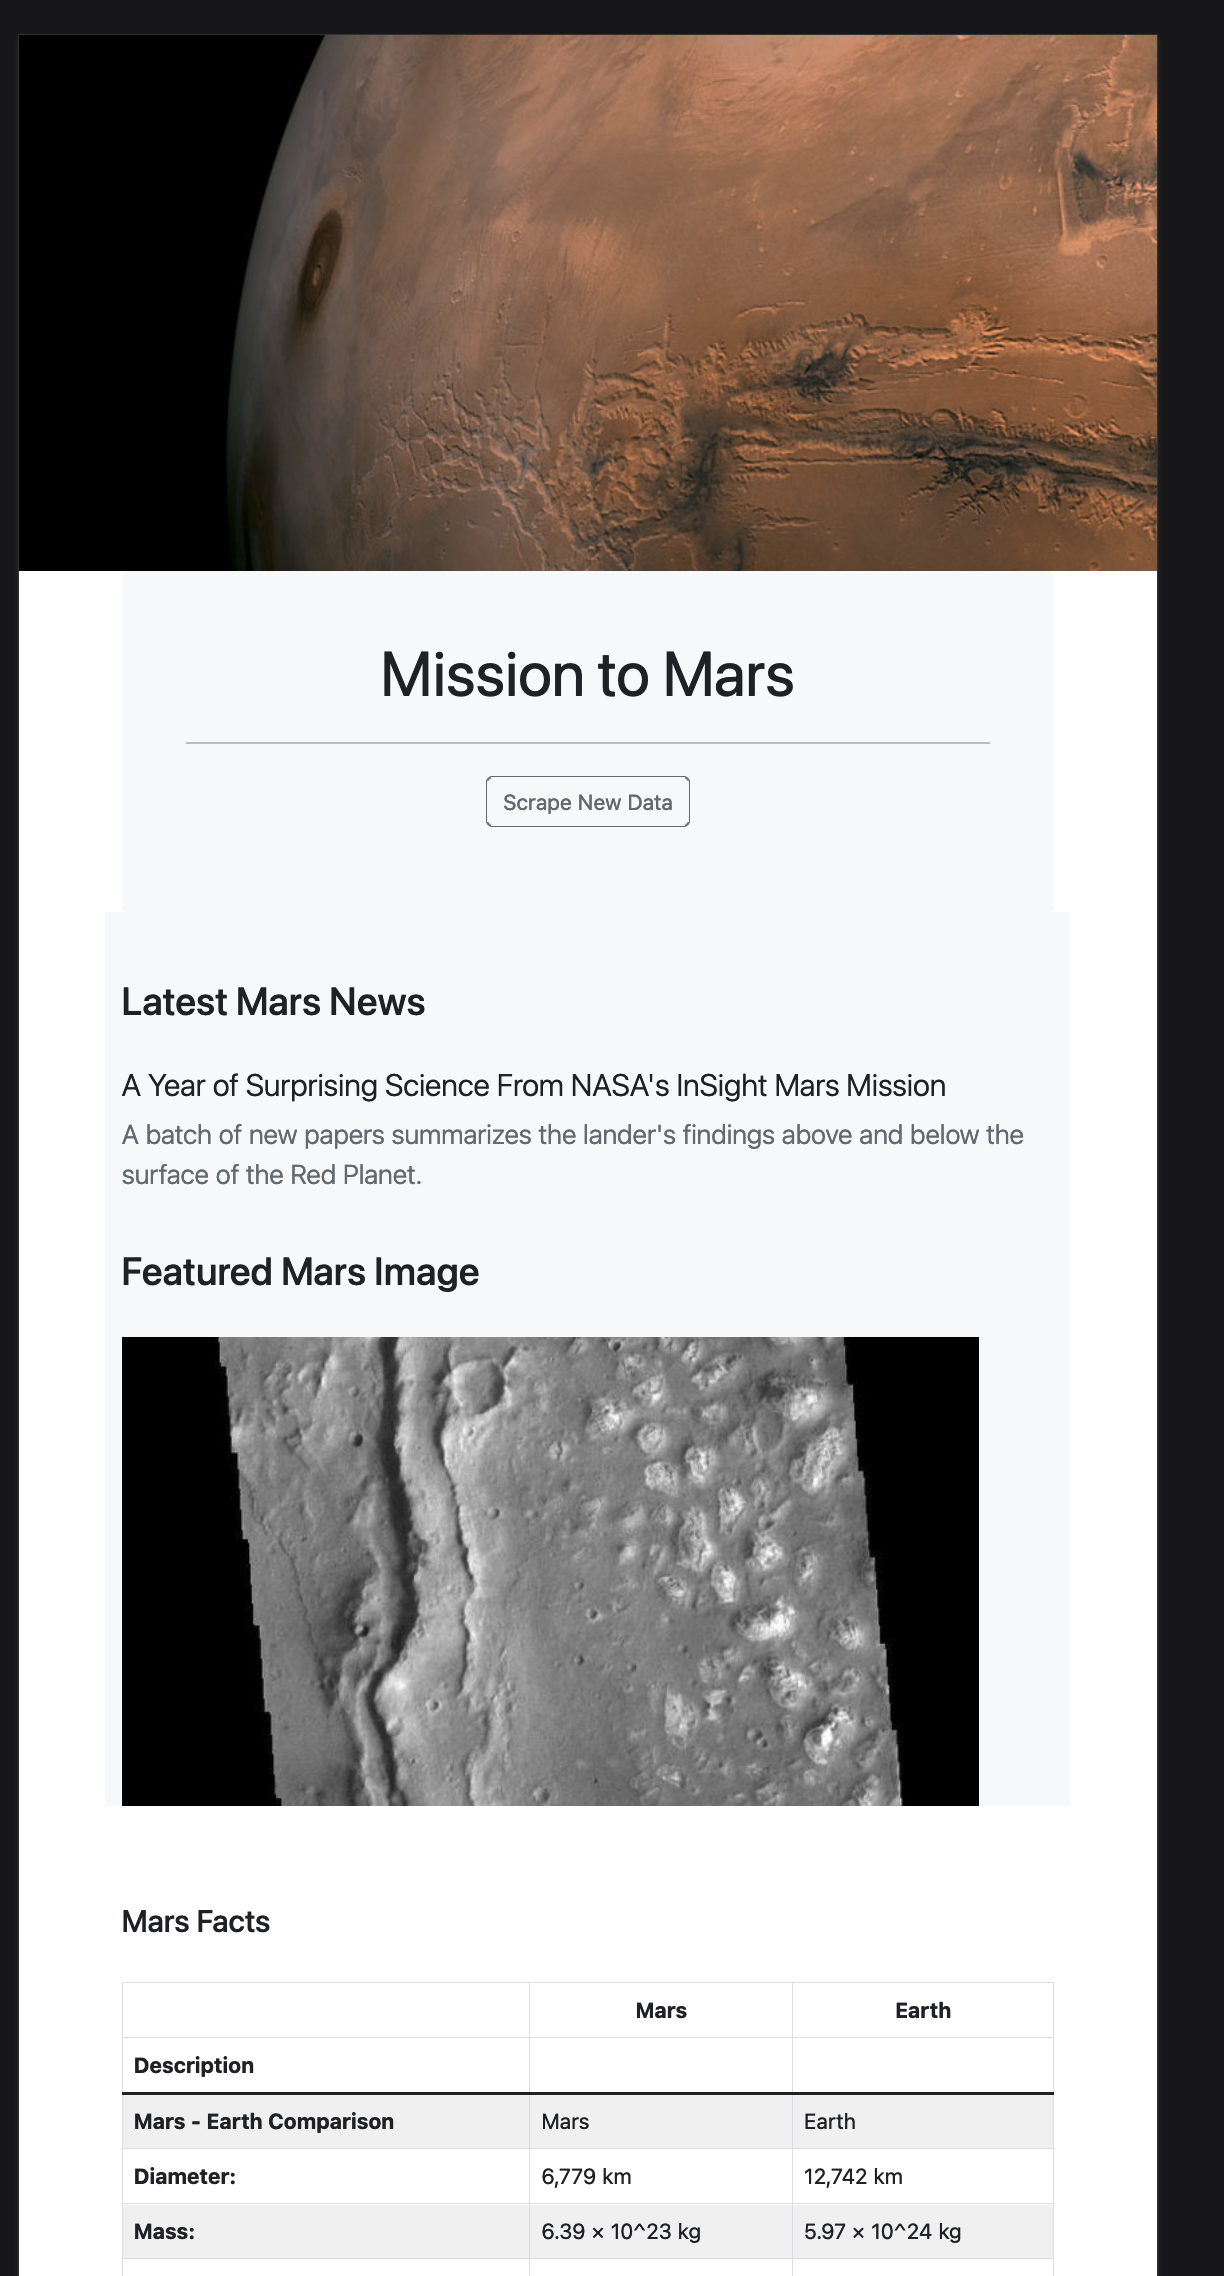 Mission to Mars
Scrape New Data
Latest Mars News
A Year of Surprising Science From NASA's InSight Mars Mission
A batch of new papers summarizes the lander's findings above and below the
surface of the Red Planet.
Featured Mars Image
Mars Facts
Mars Earth
Description
Mars - Earth Comparison Mars Earth
Diameter: 6,779 km 12,742 km
Mass: 6.39 × 10^23 kg 5.97 × 10^24 kg